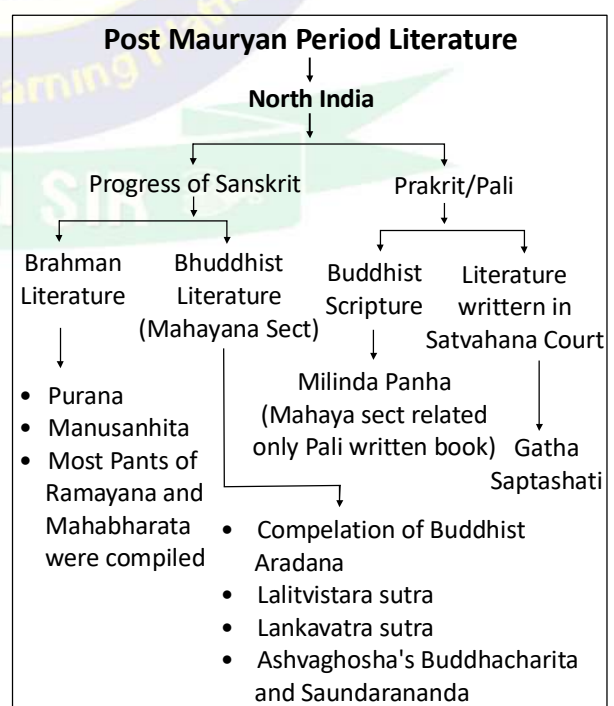 Post Mauryan Period Literature
North India
Progress of Sanskrit
Prakrit/Pali
Brahman
Literature
Bhuddhist
Literature
(Mahayana Sect)
Buddhist
Scripture
Literature
writtern in
Satvahana Court
• Purana
• Manusanhita
• Most Pants of
Ramayana and
Mahabharata
were compiled
Milinda Panha
(Mahaya sect related
only Pali written book)
Gatha
Saptashati
• Compelation of Buddhist
Aradana
• Lalitvistara sutra
• Lankavatra sutra
• Ashvaghosha's Buddhacharita
and Saundarananda
arning Pla
SIR